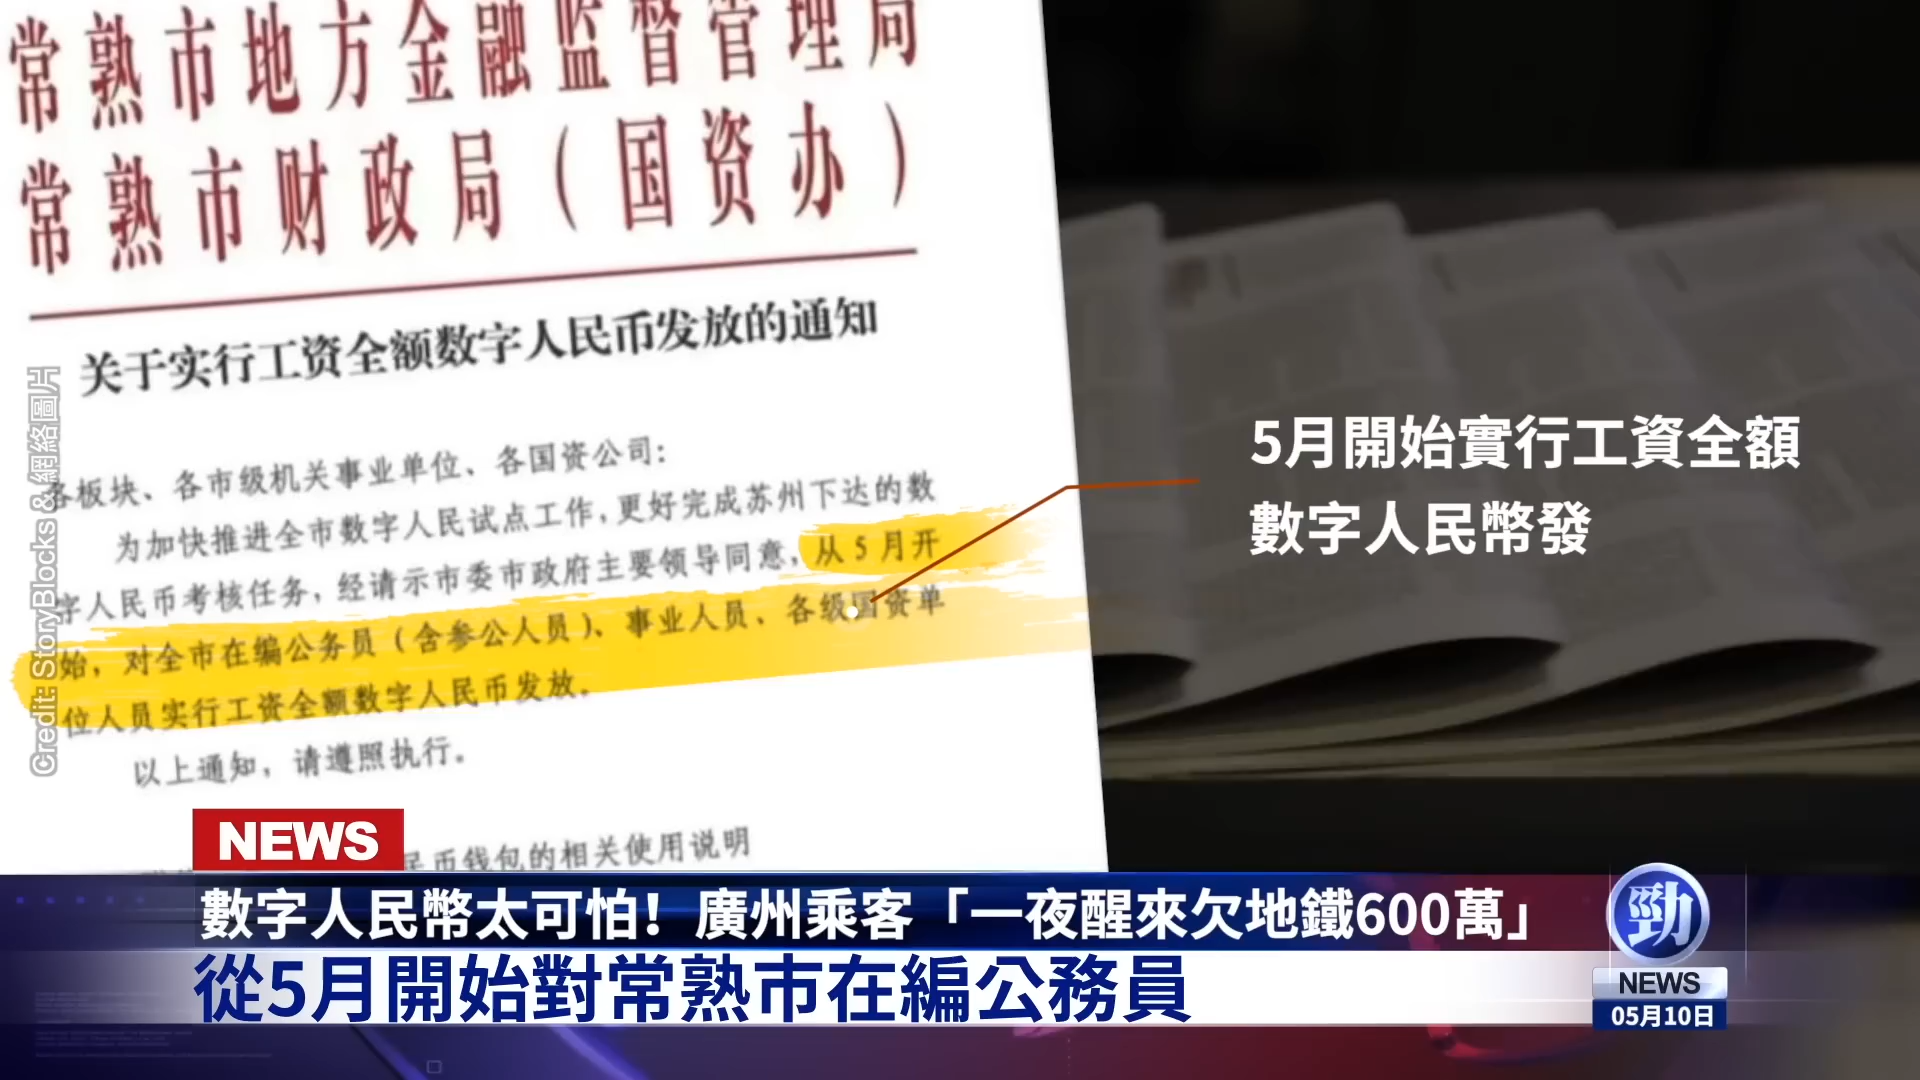 常熟市地方金融监督管理局
常熟市财政局（国资办）
关于实行工资全额数字人民币发放的通知
各板块、各市级机关事业单位、各国资公司：
为加快推进全市数字人民试点工作，更好完成苏州下达的数
字人民币考核任务，经请示市委市政府主要领导同意，从5月开
始，对全市在编公务员（含参公人员）、事业人员、各级国资单
位人员实行工资全额数字人民币发放。
以上通知，请遵照执行。
民币钱包的相关使用说明
Credit: StoryBlocks & 網絡圖片
5月開始實行工資全額
數字人民幣發
NEWS
數字人民幣太可怕！廣州乘客「一夜醒來欠地鐵600萬」
從5月開始對常熟市在編公務員
勁
NEWS
05月10日